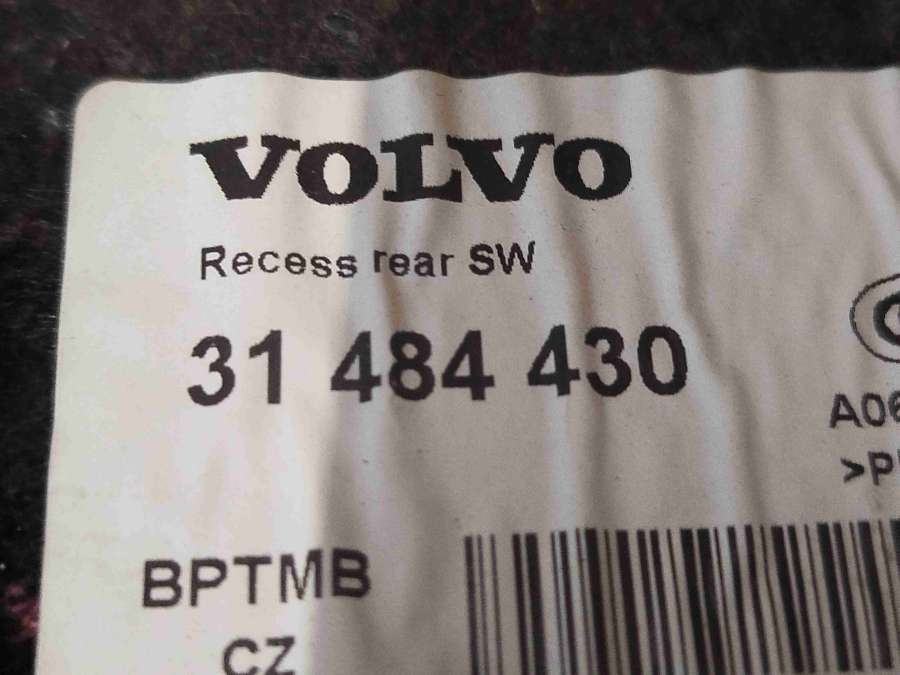 VOLVO
Recess rear SW
31 484 430
BPTMB
CZ